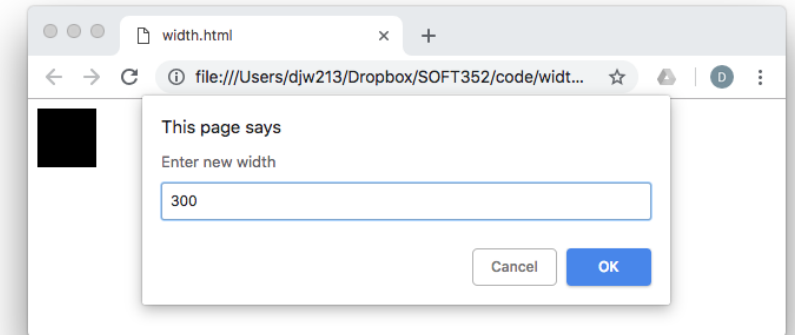 width.html
file:///Users/djw213/Dropbox/SOFT352/code/widt...
D
This page says
Enter new width
300
Cancel OK